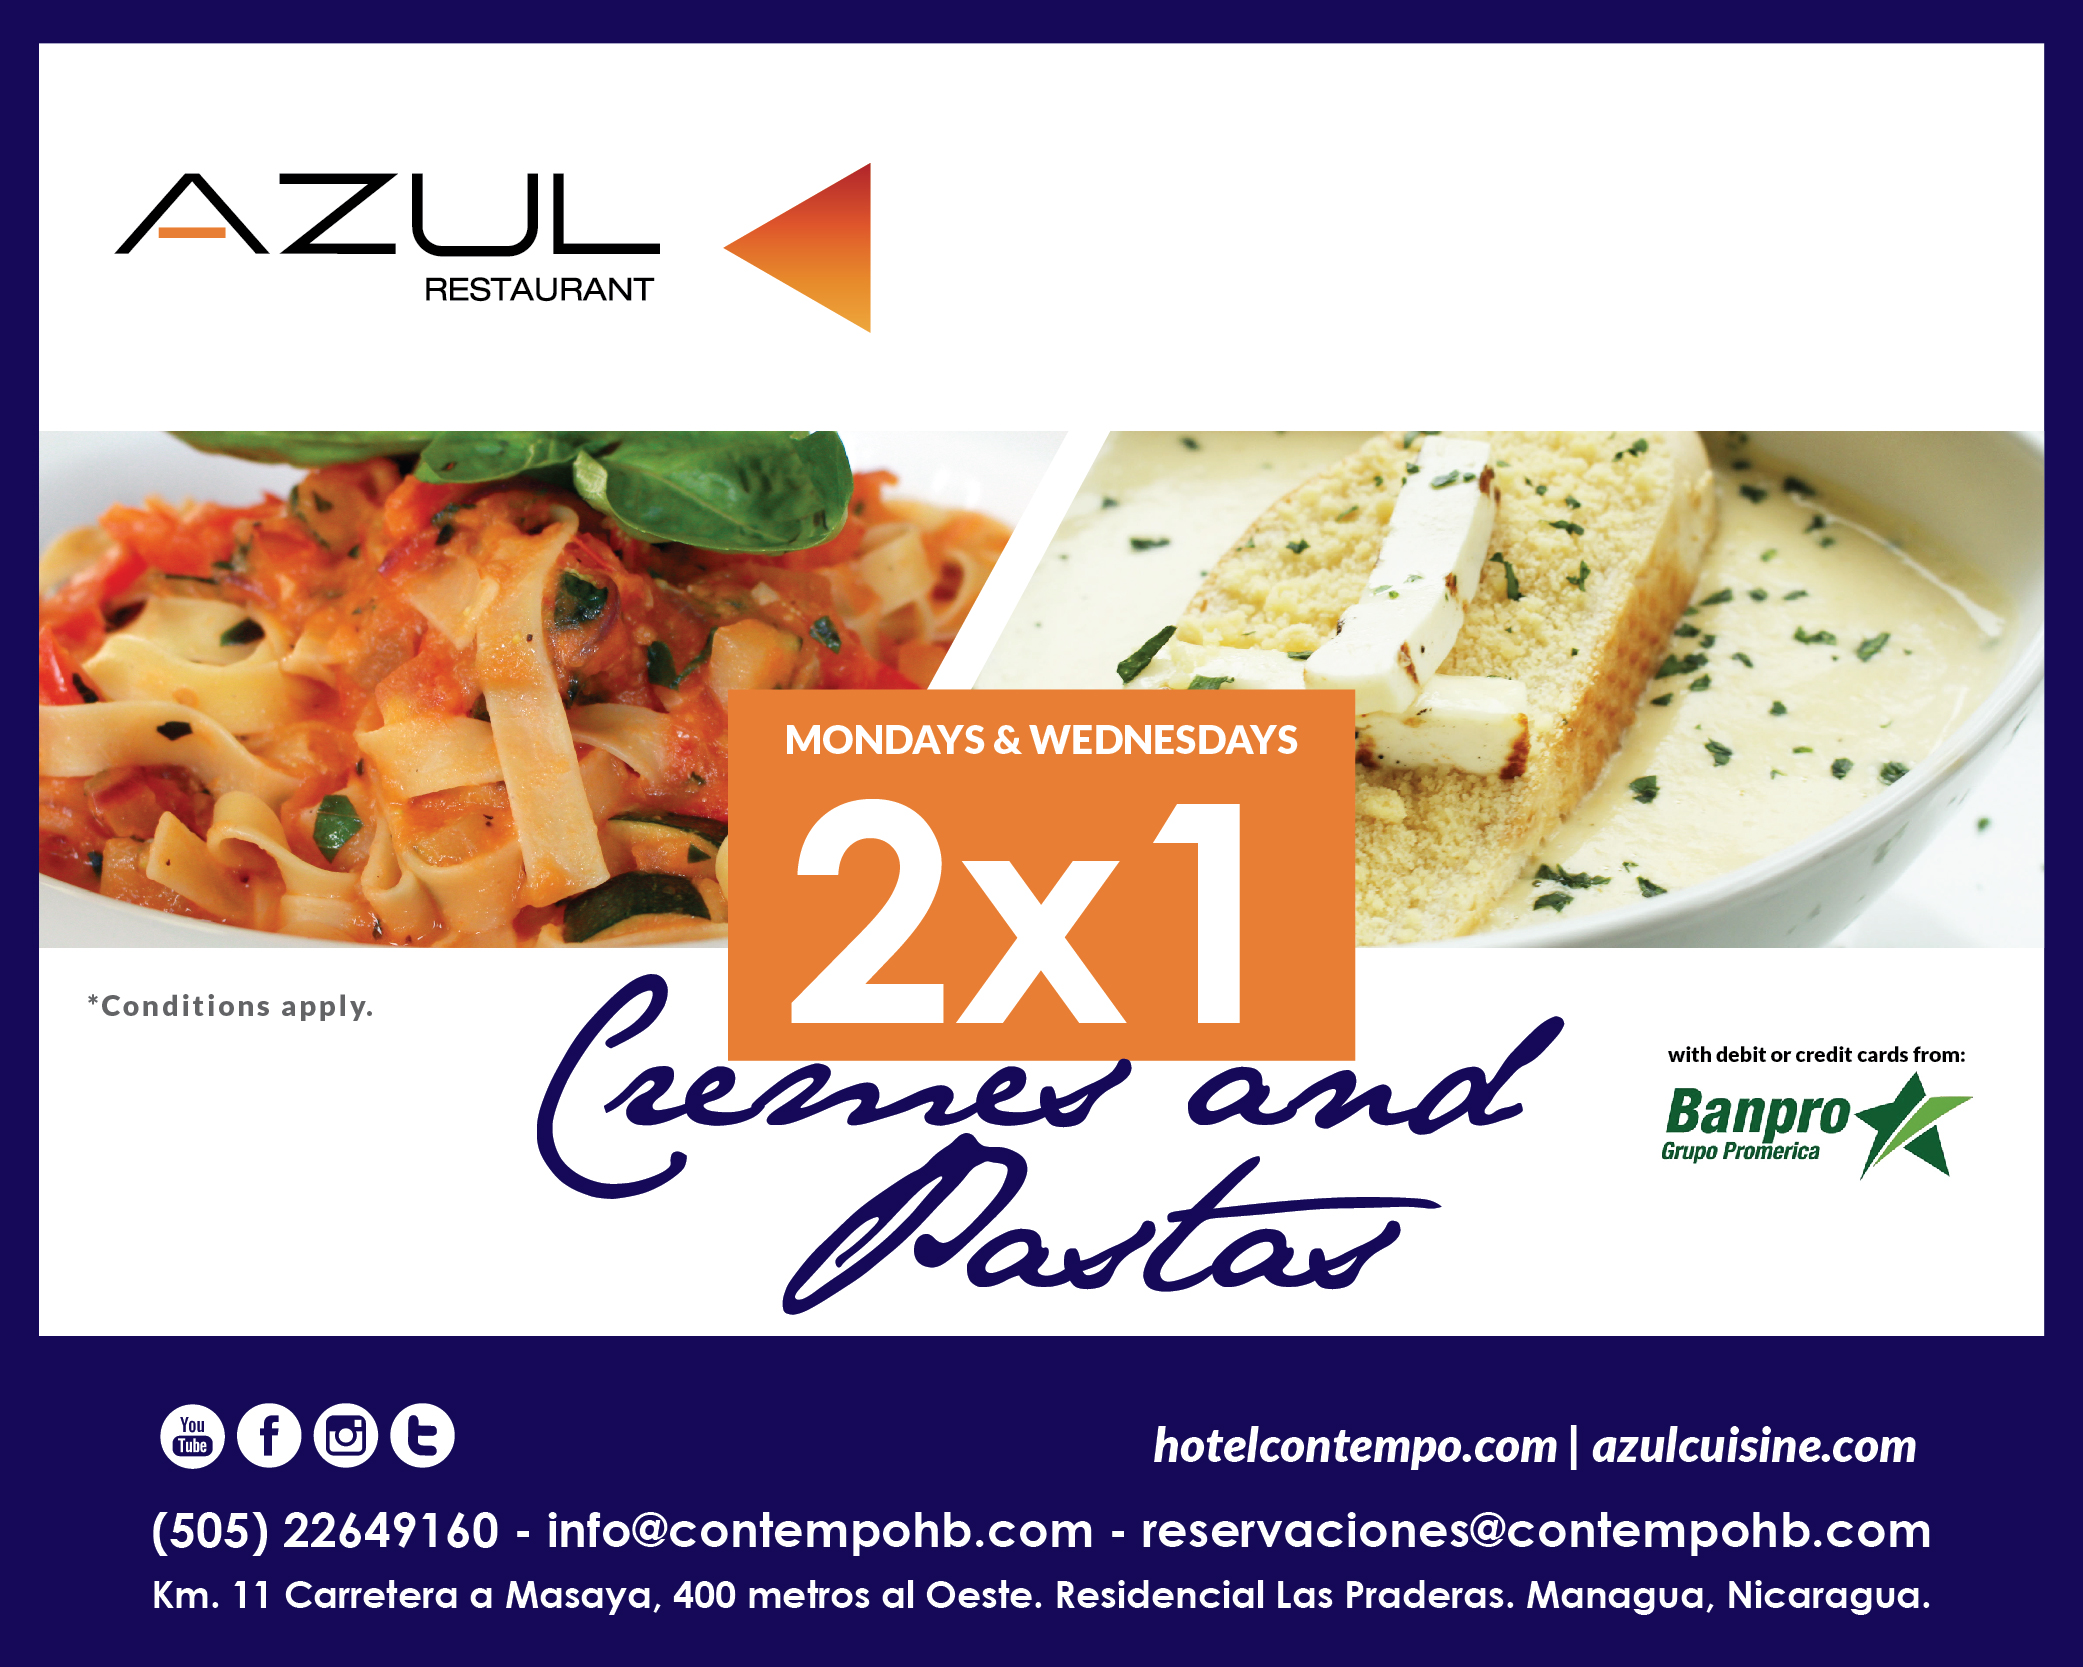 AZUL
RESTAURANT
MONDAYS & WEDNESDAYS
2x1
*Conditions apply.
Cremes and
Pastas
with debit or credit cards from:
Banpro
Grupo Promerica
You
Tube
hotelcontempo.com | azulcuisine.com
(505) 22649160 - info@contempohb.com - reservaciones@contempohb.com
Km. 11 Carretera a Masaya, 400 metros al Oeste. Residencial Las Praderas. Managua, Nicaragua.